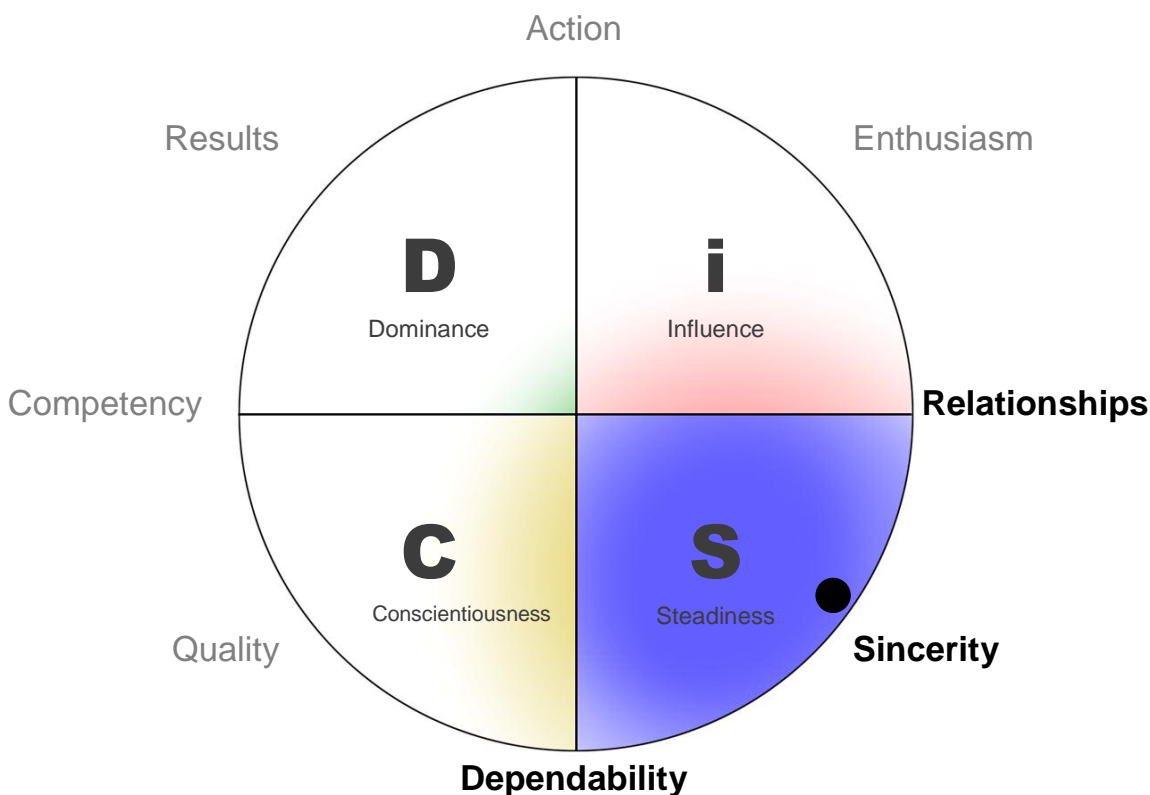 Action
Results
Enthusiasm
D
i
Dominance
Influence
Competency
Relationships
C
S
Conscientiousness
Steadiness
Quality
Sincerity
Dependability